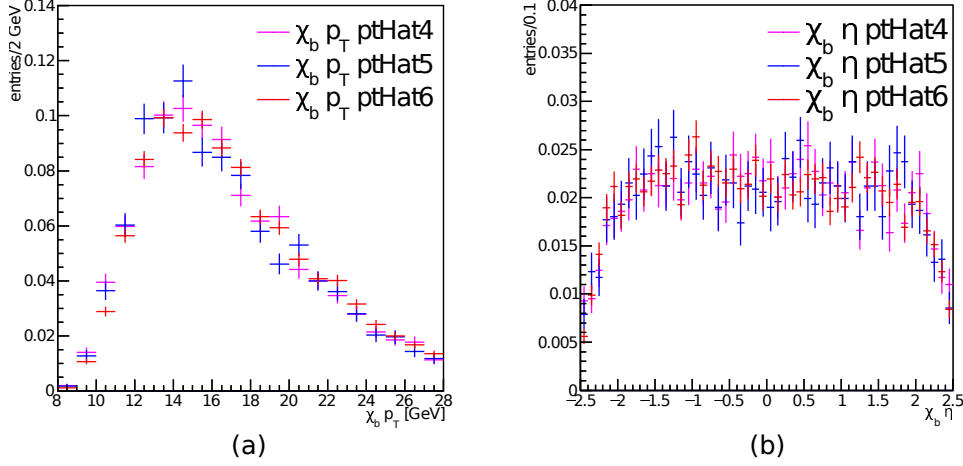 entries/2 GeV
0.14
0.12
0.1
0.08
0.06
0.04
0.02
0
χb pT ptHat4
χb pT ptHat5
χb pT ptHat6
8 10 12 14 16 18 20 22 24 26 28
χb pT [GeV]
(a)
entries/0.1
0.04
0.035
0.03
0.025
0.02
0.015
0.01
0.005
0
χb η ptHat4
χb η ptHat5
χb η ptHat6
−2.5 −2 −1.5 −1 −0.5 0 0.5 1 1.5 2 2.5
χb η
(b)